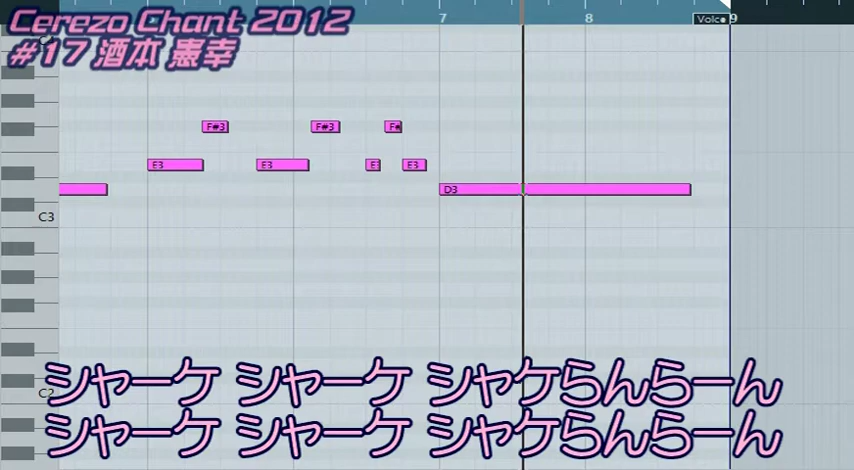 Cerezo Chant 2012
#17 酒本 憲幸
7
8
Voice
9
F#3
F#3
F#
E3
E3
E3
E3
D3
C3
C2
シャーケ シャーケ シャケらんらーん
シャーケ シャーケ シャケらんらーん